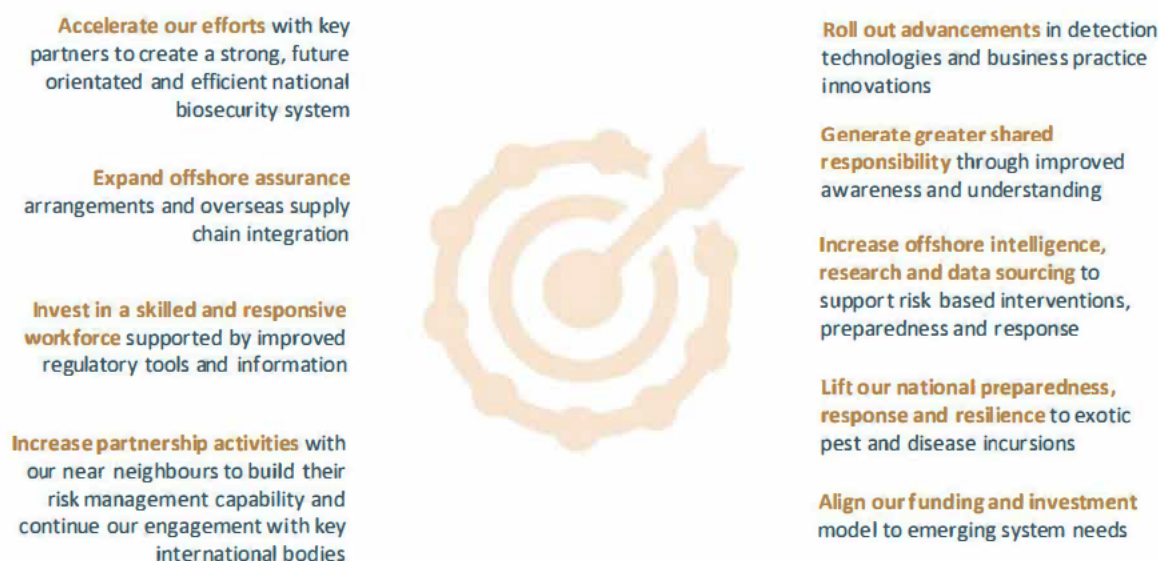 Accelerate our efforts with key
partners to create a strong, future
orientated and efficient national
biosecurity system
Expand offshore assurance
arrangements and overseas supply
chain integration
Invest in a skilled and responsive
workforce supported by improved
regulatory tools and information
Increase partnership activities with
our near neighbours to build their
risk management capability and
continue our engagement with key
international bodies
Roll out advancements in detection
technologies and business practice
innovations
Generate greater shared
responsibility through improved
awareness and understanding
Increase offshore intelligence,
research and data sourcing to
support risk based interventions,
preparedness and response
Lift our national preparedness,
response and resilience to exotic
pest and disease incursions
Align our funding and investment
model to emerging system needs